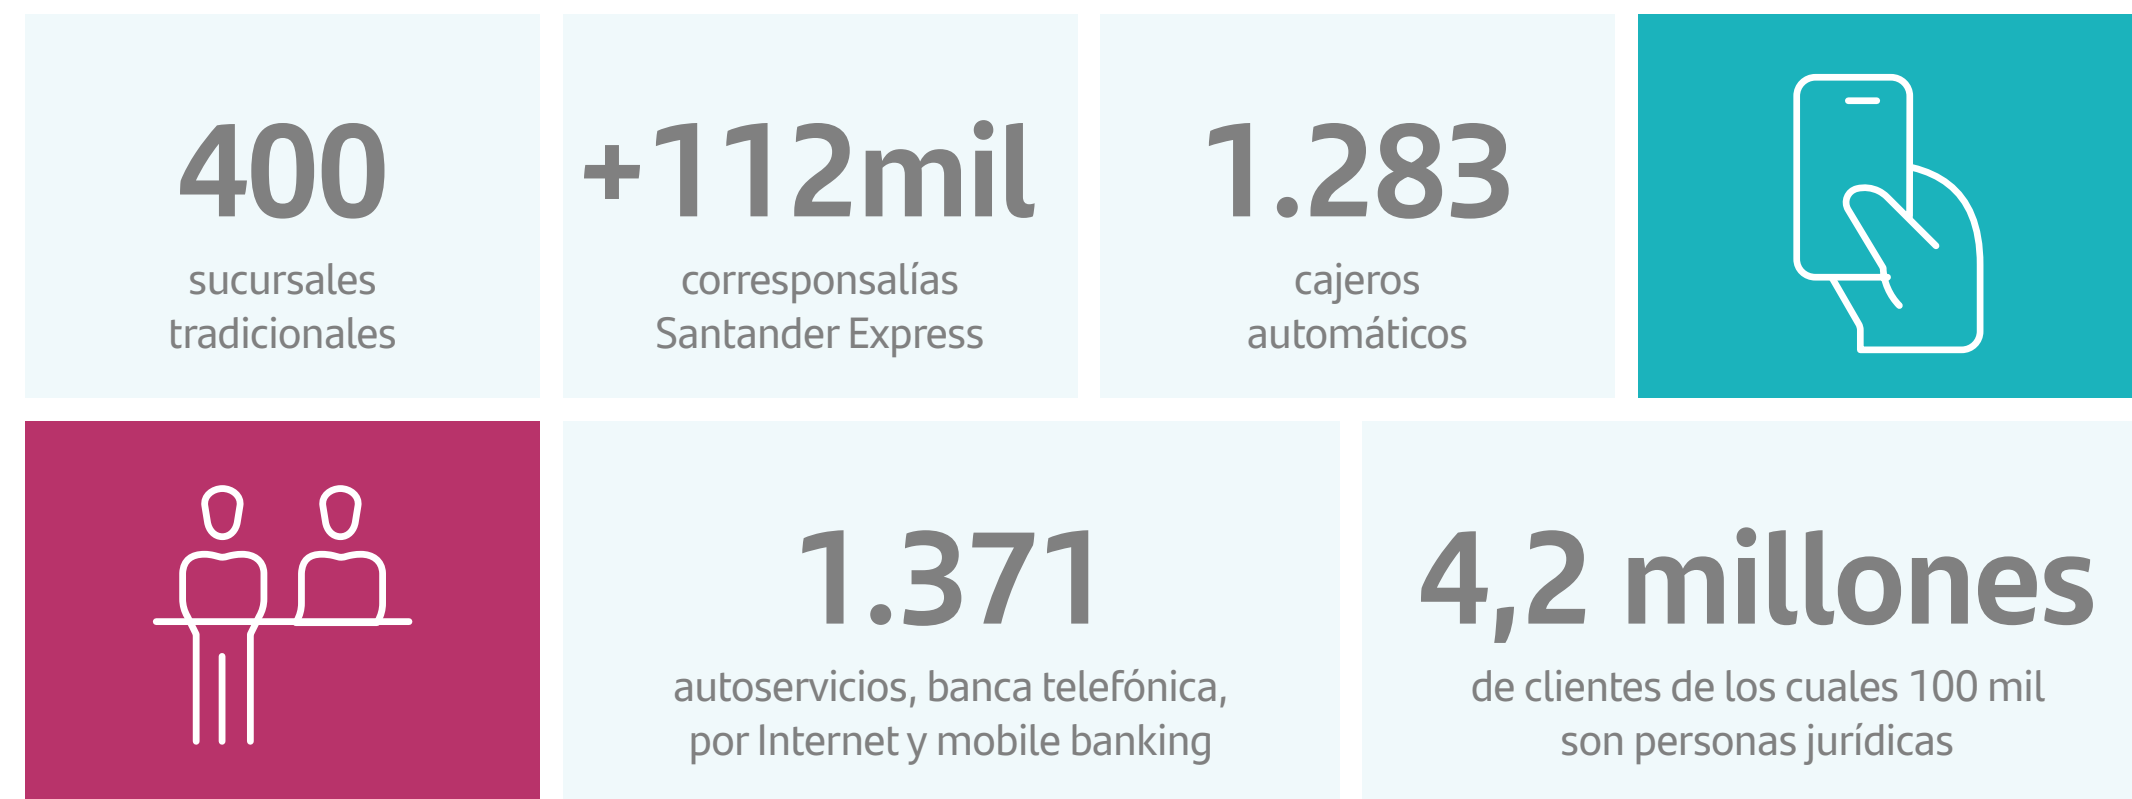 400
sucursales
tradicionales
+112mil
corresponsalías
Santander Express
1.283
cajeros
automáticos
1.371
autoservicios, banca telefónica,
por Internet y mobile banking
4,2 millones
de clientes de los cuales 100 mil
son personas jurídicas